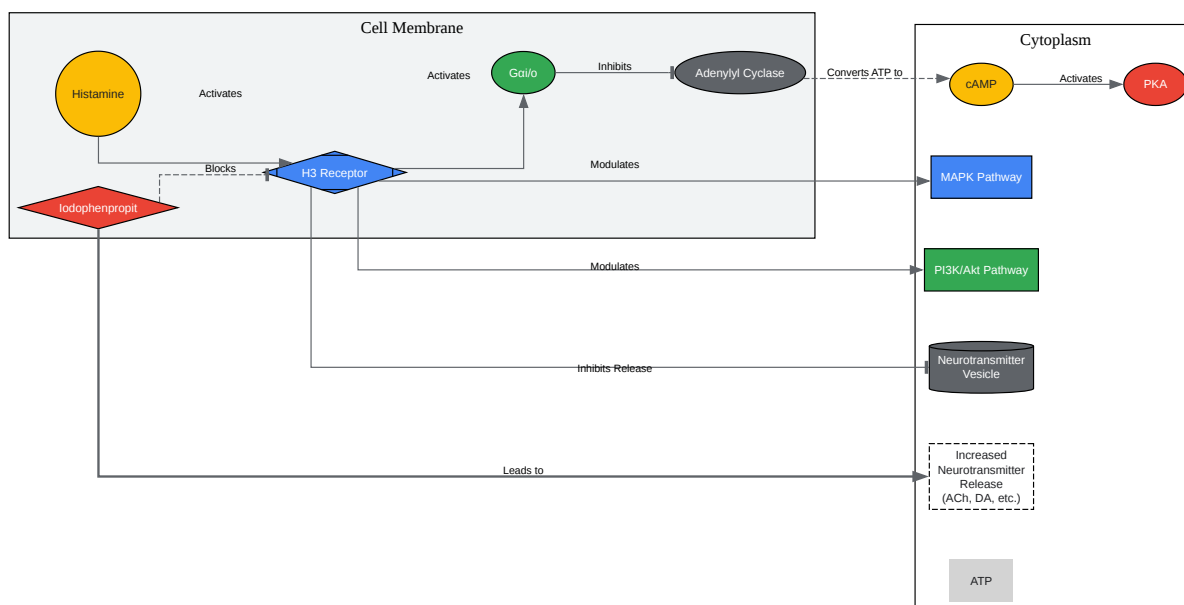 Cell Membrane
Cytoplasm
Histamine
Activates
Activates
Gαi/o
Inhibits
Adenylyl Cyclase
Converts ATP to
cAMP
Activates
PKA
Blocks
H3 Receptor
Modulates
MAPK Pathway
Iodophenpropit
Modulates
PI3K/Akt Pathway
Inhibits Release
Neurotransmitter
Vesicle
Leads to
Increased
Neurotransmitter
Release
(ACh, DA, etc.)
ATP